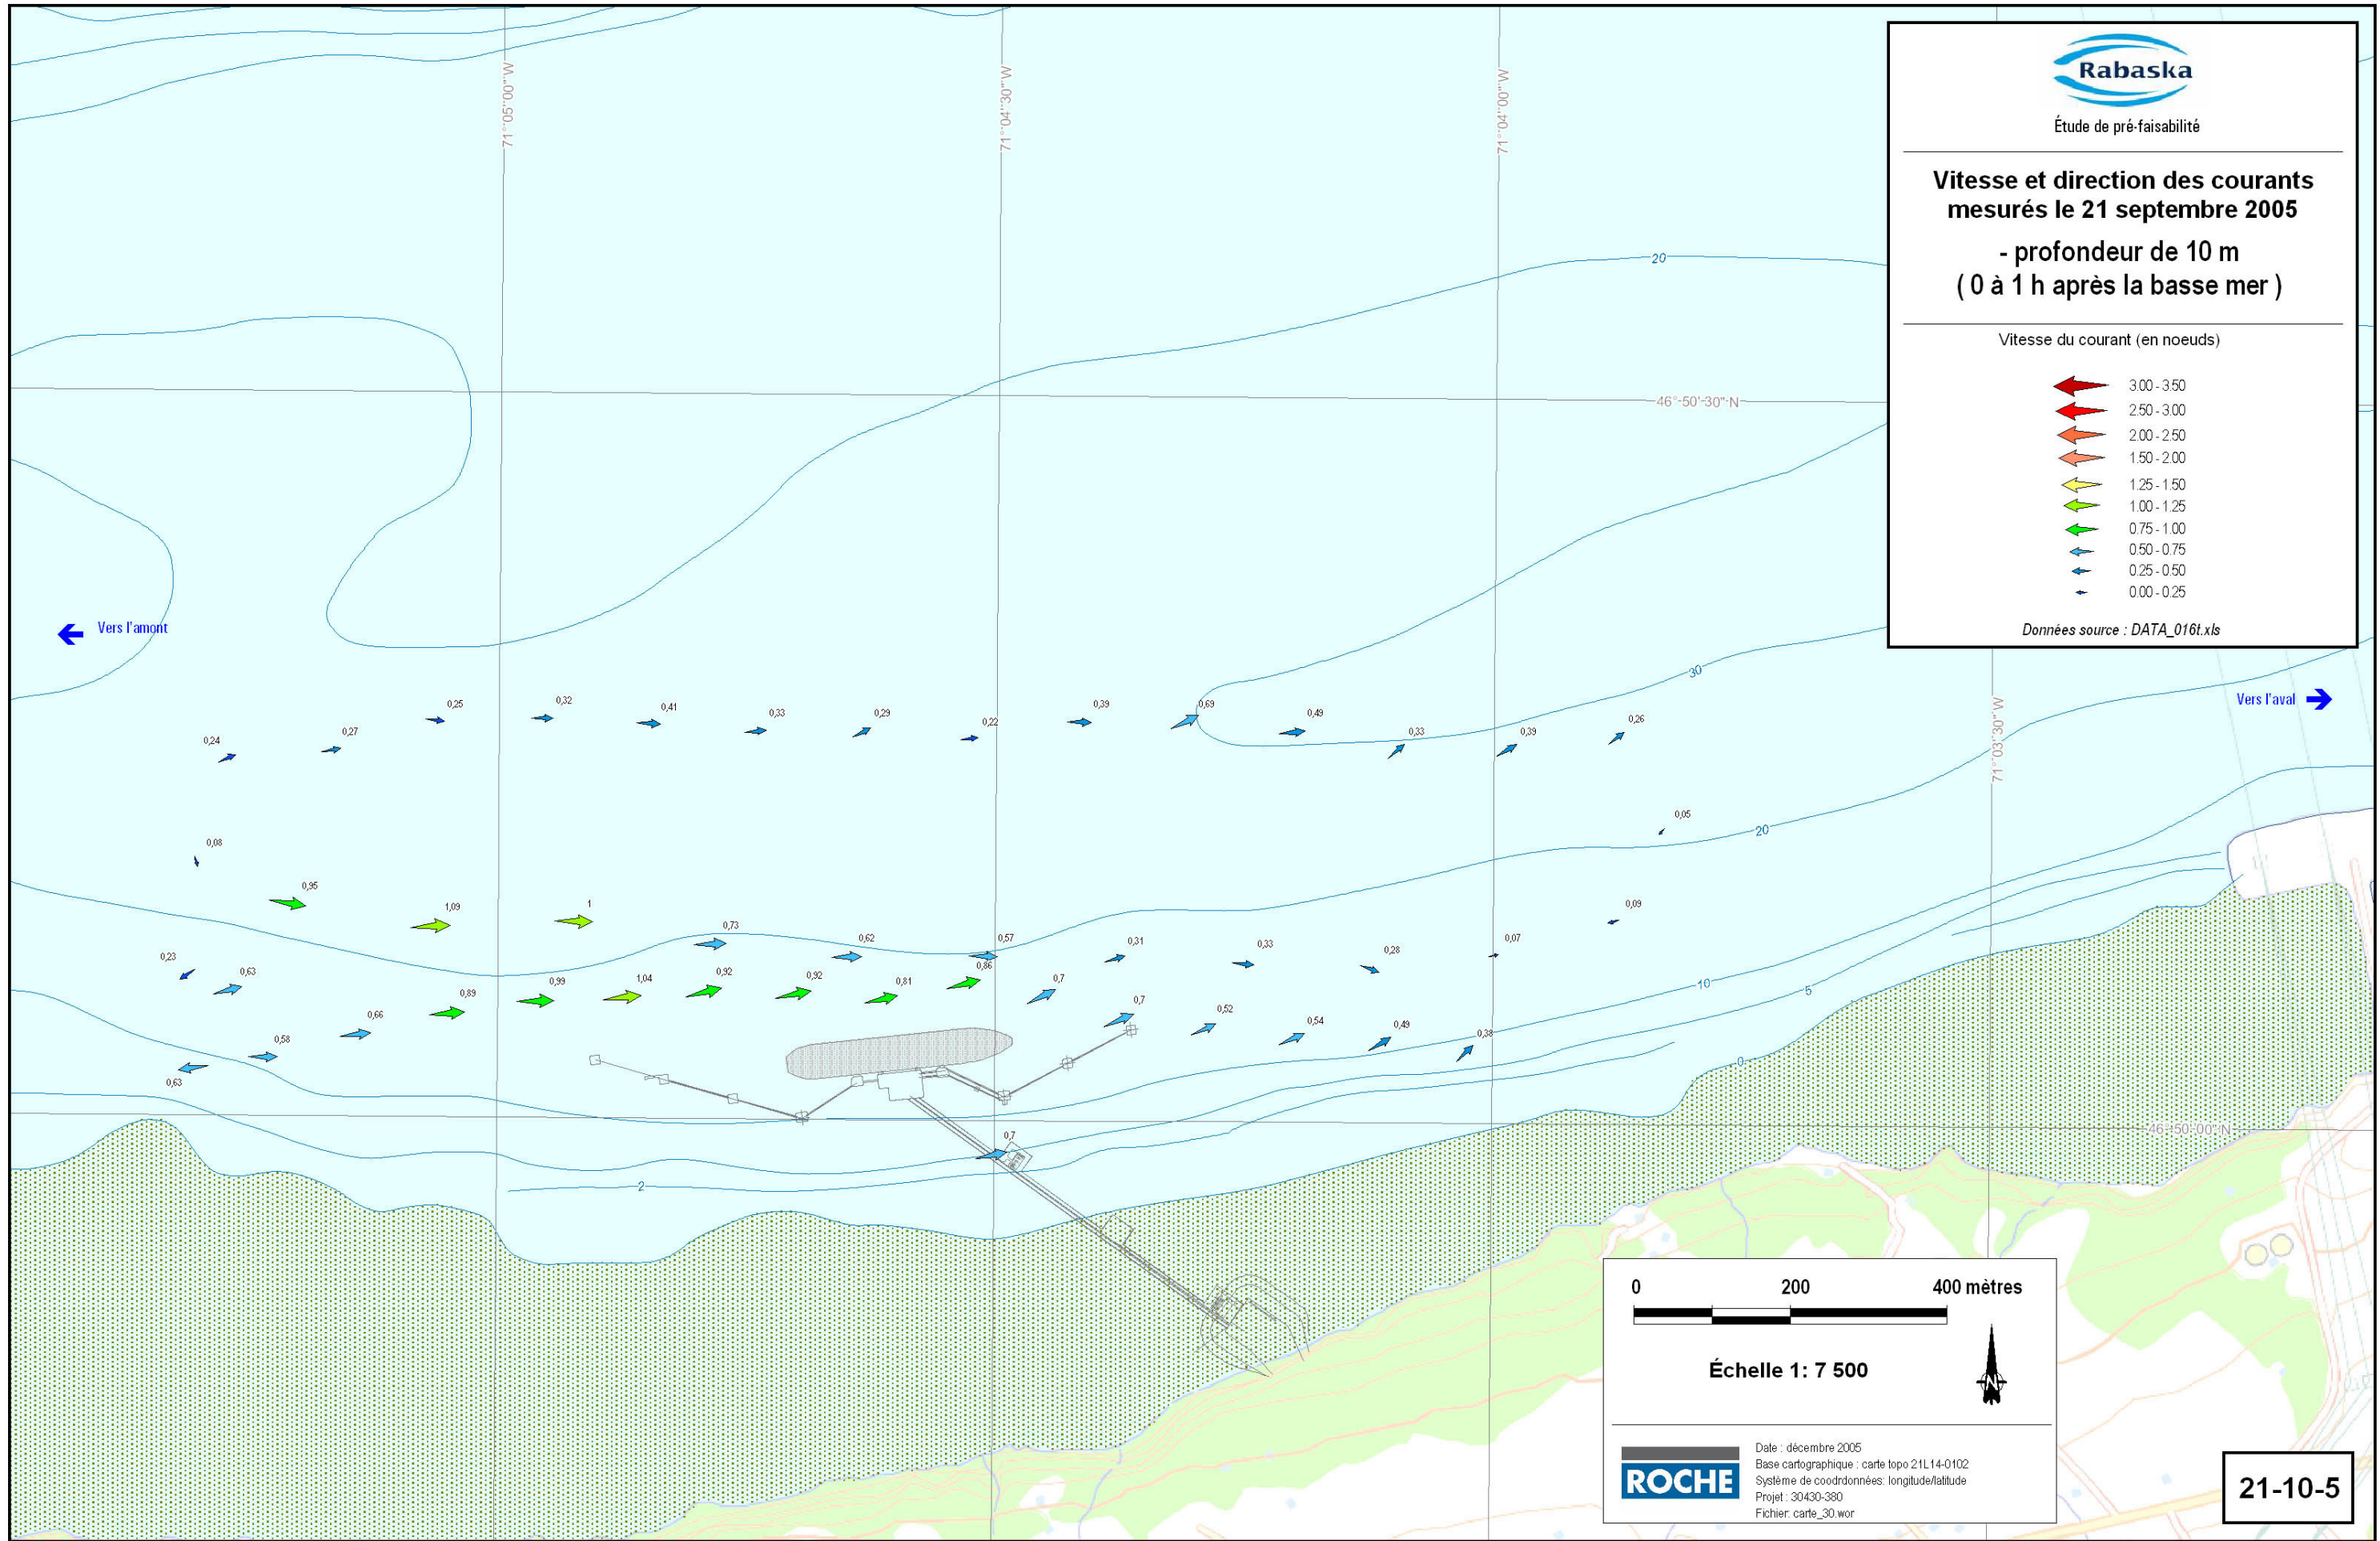 71°'05'00"W
71°'04'30"W
71°'04'00"W
Rabaska
Étude de pré-faisabilité
Vitesse et direction des courants
mesurés le 21 septembre 2005
- profondeur de 10 m
( 0 à 1 h après la basse mer )
Vitesse du courant (en noeuds)
3.00 - 3.50
2.50 - 3.00
2.00 - 2.50
1.50 - 2.00
1.25 - 1.50
1.00 - 1.25
0.75 - 1.00
0.50 - 0.75
0.25 - 0.50
0.00 - 0.25
Données source : DATA_016t.xls
20
46°'50'30"N
Vers l'amont
30
Vers l'aval
71°'03'30"W
0,24
0,27
0,25
0,32
0,41
0,33
0,29
0,22
0,39
0,69
0,49
0,33
0,39
0,26
0,05
20
0,08
0,95
1,09
1
0,73
0,62
0,57
0,31
0,33
0,28
0,07
0,09
0,23
0,63
0,89
0,99
1,04
0,92
0,92
0,81
0,86
0,7
10
5
0,63
0,58
0,66
0,7
0,52
0,54
0,49
0,38
0
46°'50'00"N
0,7
2
0 200 400 mètres
Échelle 1: 7 500
N
ROCHE
Date : décembre 2005
Base cartographique : carte topo 21L14-0102
Système de coodrdonnées: longitude/latitude
Projet : 30430-380
Fichier: carte_30.wor
21-10-5